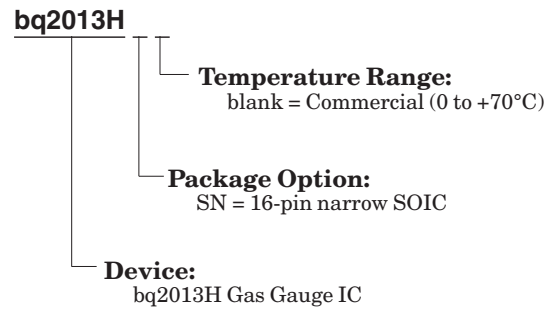 bq2013H
Temperature Range:
blank = Commercial (0 to +70°C)
Package Option:
SN = 16-pin narrow SOIC
Device:
bq2013H Gas Gauge IC